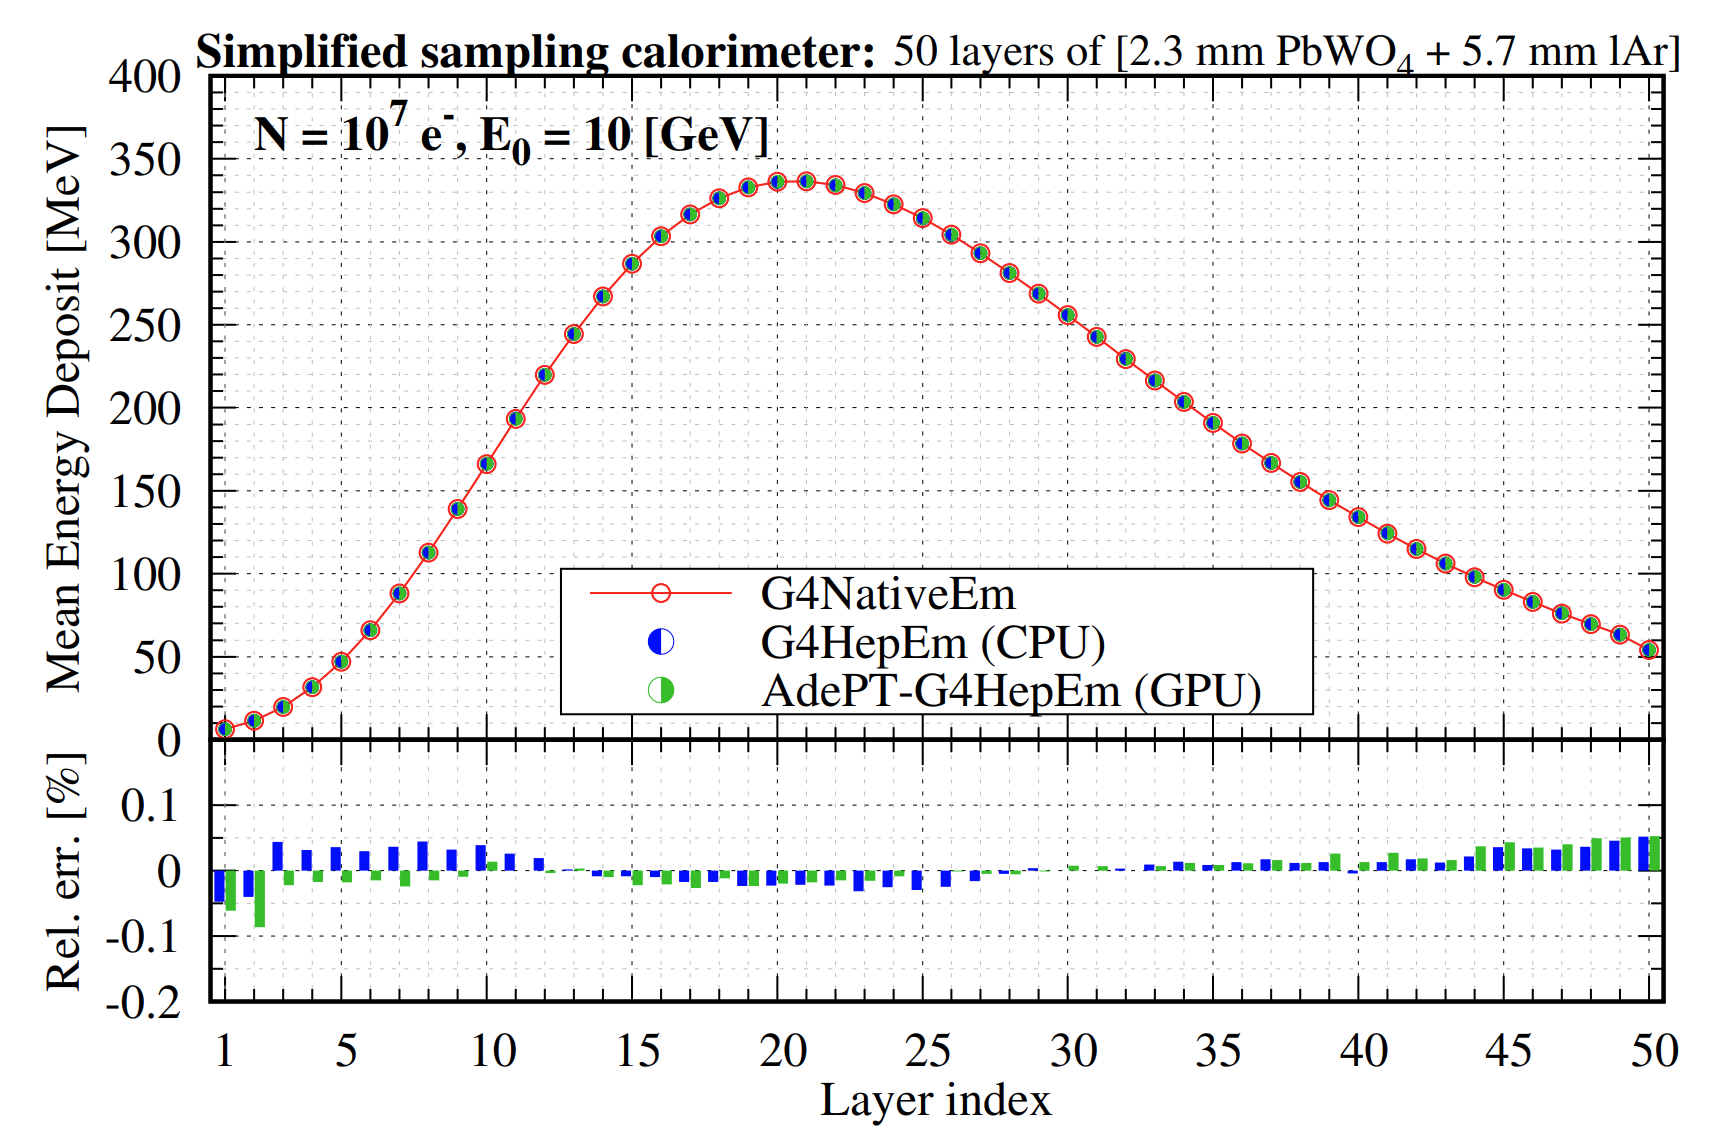 Simplified sampling calorimeter: 50 layers of [2.3 mm PbWO4 + 5.7 mm lAr]
N = 10^7 e^-, E_0 = 10 [GeV]
Mean Energy Deposit [MeV]
400
350
300
250
200
150
100
50
0
G4NativeEm
G4HepEm (CPU)
AdePT-G4HepEm (GPU)
Rel. err. [%]
0.1
0
-0.1
-0.2
1 5 10 15 20 25 30 35 40 45 50
Layer index